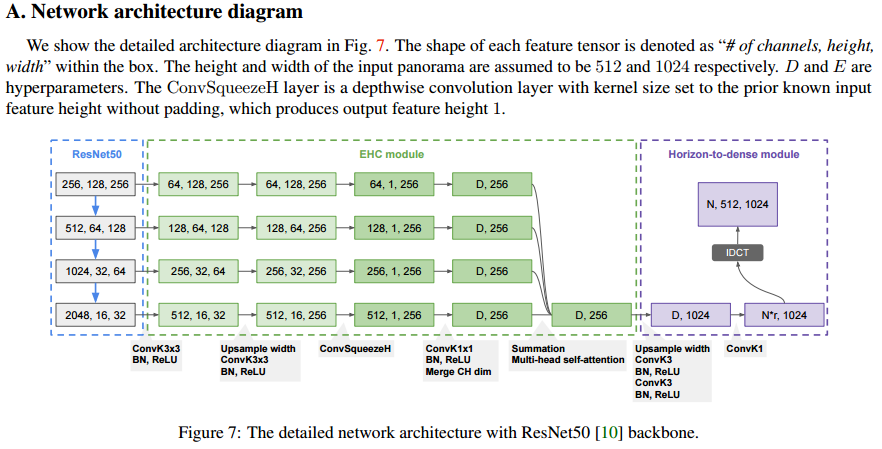 A. Network architecture diagram
We show the detailed architecture diagram in Fig. 7. The shape of each feature tensor is denoted as “# of channels, height,
width” within the box. The height and width of the input panorama are assumed to be 512 and 1024 respectively. D and E are
hyperparameters. The ConvSqueezeH layer is a depthwise convolution layer with kernel size set to the prior known input
feature height without padding, which produces output feature height 1.
ResNet50
EHC module
Horizon-to-dense module
256, 128, 256
64, 128, 256
64, 128, 256
64, 1, 256
D, 256
N, 512, 1024
512, 64, 128
128, 64, 128
128, 64, 256
128, 1, 256
D, 256
IDCT
1024, 32, 64
256, 32, 64
256, 32, 256
256, 1, 256
D, 256
2048, 16, 32
512, 16, 32
512, 16, 256
512, 1, 256
D, 256
D, 256
D, 1024
N*r, 1024
ConvK3x3
BN, ReLU
Upsample width
ConvK3x3
BN, ReLU
ConvSqueezeH
ConvK1x1
BN, ReLU
Merge CH dim
Summation
Multi-head self-attention
Upsample width
ConvK3
BN, ReLU
ConvK3
BN, ReLU
ConvK1
Figure 7: The detailed network architecture with ResNet50 [10] backbone.